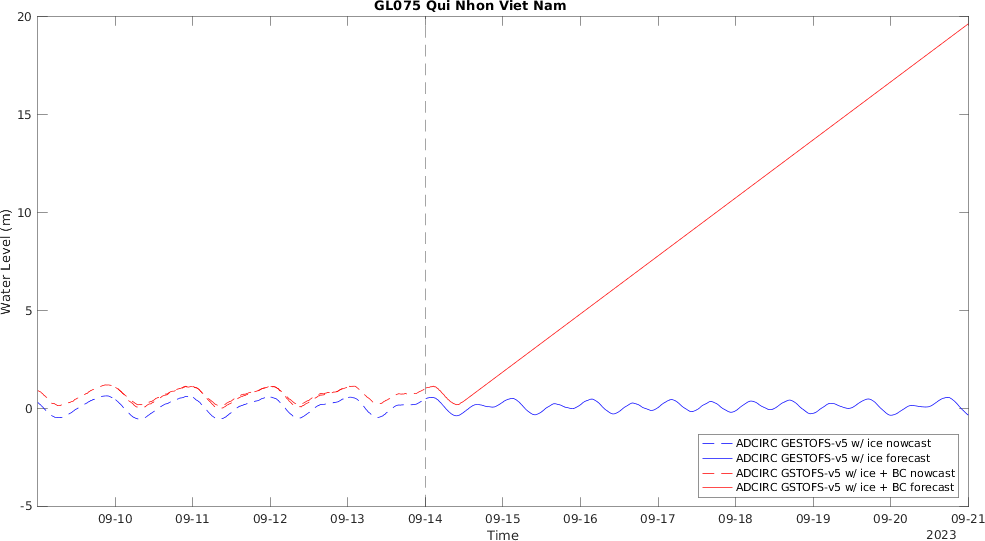 GL075 Qui Nhon Viet Nam
20
15
10
5
0
-5
Water Level (m)
09-10 09-11 09-12 09-13 09-14 09-15 09-16 09-17 09-18 09-19 09-20 09-21
Time
2023
ADCIRC GESTOFS-v5 w/ ice nowcast
ADCIRC GESTOFS-v5 w/ ice forecast
ADCIRC GSTOFS-v5 w/ ice + BC nowcast
ADCIRC GSTOFS-v5 w/ ice + BC forecast